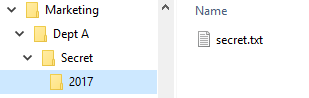 Marketing
Dept A
Secret
2017
Name
secret.txt